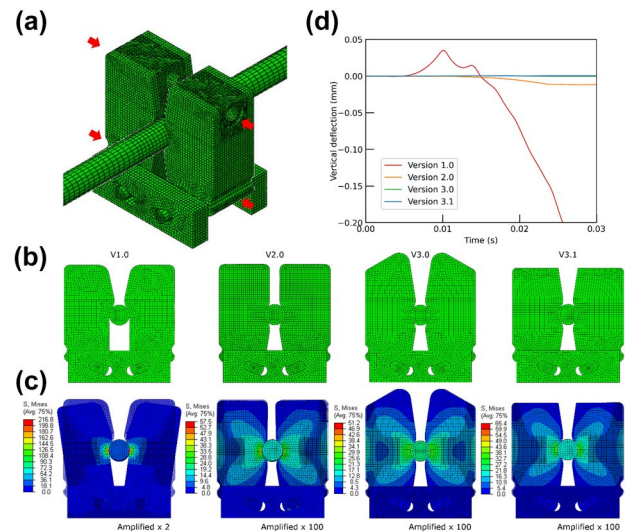 (a)
(d)
0.05
0.00
−0.05
−0.10
−0.15
−0.20
Vertical deflection (mm)
Version 1.0
Version 2.0
Version 3.0
Version 3.1
0.00
0.01
0.02
0.03
Time (s)
(b)
V1.0
V2.0
V3.0
V3.1
(c)
S, Mises
(Avg: 75%)
216.8
198.8
180.7
162.6
144.5
126.5
108.4
90.3
72.3
54.2
36.1
18.1
0.0
S, Mises
(Avg: 75%)
57.5
52.7
47.9
43.1
38.3
33.5
28.8
24.0
19.2
14.4
9.6
4.8
0.0
S, Mises
(Avg: 75%)
51.2
46.9
42.7
38.4
34.1
29.9
25.6
21.3
17.1
12.8
8.5
4.3
0.0
S, Mises
(Avg: 75%)
65.4
59.9
54.5
49.0
43.6
38.1
32.7
27.2
21.8
16.3
10.9
5.4
0.0
Amplified x 2
Amplified x 100
Amplified x 100
Amplified x 100